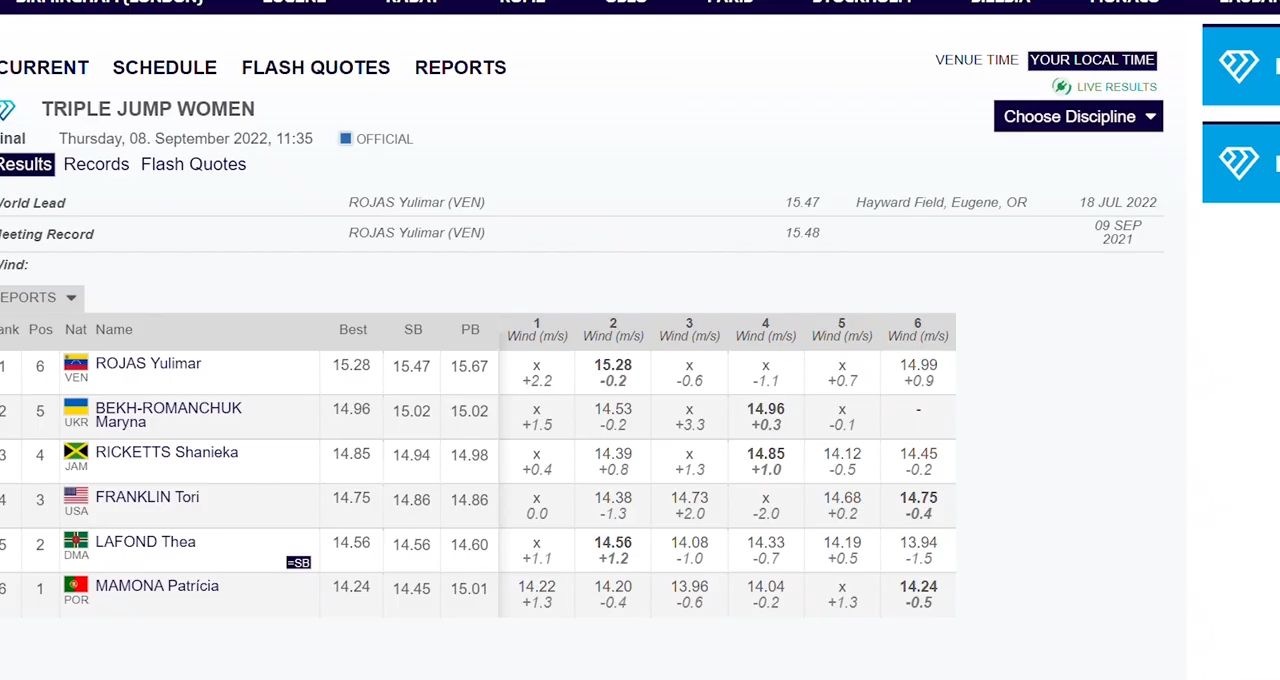 BIRMINGHAM (LONDON) EUGENE RABAT ROME OSLO PARIS STOCKHOLM SILESIA MONACO
CURRENT SCHEDULE FLASH QUOTES REPORTS
VENUE TIME YOUR LOCAL TIME
LIVE RESULTS
TRIPLE JUMP WOMEN
Choose Discipline
inal Thursday, 08. September 2022, 11:35 OFFICIAL
Results Records Flash Quotes
World Lead ROJAS Yulimar (VEN) 15.47 Hayward Field, Eugene, OR 18 JUL 2022
Meeting Record ROJAS Yulimar (VEN) 15.48 09 SEP
2021
Wind:
EPORTS
ank Pos Nat Name Best SB PB 1 2 3 4 5 6
Wind (m/s) Wind (m/s) Wind (m/s) Wind (m/s) Wind (m/s) Wind (m/s)
1 6 VEN ROJAS Yulimar 15.28 15.47 15.67 x 15.28 x x x 14.99
+2.2 -0.2 -0.6 -1.1 +0.7 +0.9
2 5 UKR BEKH-ROMANCHUK 14.96 15.02 15.02 x 14.53 x 14.96 x -
Maryna +1.5 -0.2 +3.3 +0.3 -0.1
3 4 JAM RICKETTS Shanieka 14.85 14.94 14.98 x 14.39 x 14.85 14.12 14.45
+0.4 +0.8 +1.3 +1.0 -0.5 -0.2
4 3 USA FRANKLIN Tori 14.75 14.86 14.86 x 14.38 14.73 x 14.68 14.75
0.0 -1.3 +2.0 -2.0 +0.2 -0.4
5 2 DMA LAFOND Thea 14.56 14.56 14.60 x 14.56 14.08 14.33 14.19 13.94
=SB +1.1 +1.2 -1.0 -0.7 +0.5 -1.5
6 1 POR MAMONA Patrícia 14.24 14.45 15.01 14.22 14.20 13.96 14.04 x 14.24
+1.3 -0.4 -0.6 -0.2 +1.3 -0.5